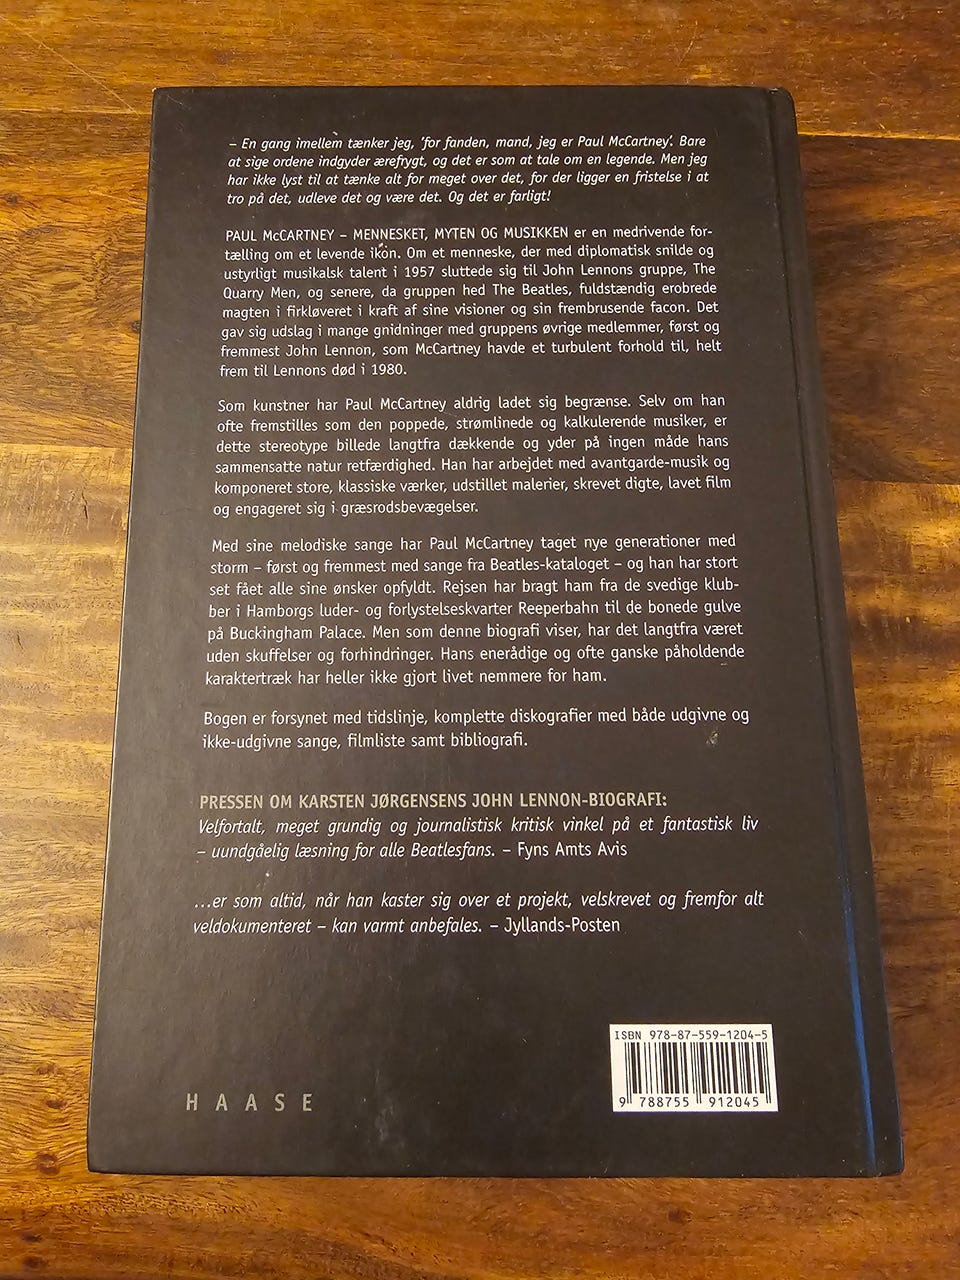 – En gang imellem tænker jeg, 'for fanden, mand, jeg er Paul McCartney'. Bare
at sige ordene indgyder ærefrygt, og det er som at tale om en legende. Men jeg
har ikke lyst til at tænke alt for meget over det, for der ligger en fristelse i at
tro på det, udleve det og være det. Og det er farligt!
PAUL McCARTNEY – MENNESKET, MYTEN OG MUSIKKEN er en medrivende for-
tælling om et levende ikon. Om et menneske, der med diplomatisk snilde og
ustyrligt musikalsk talent i 1957 sluttede sig til John Lennons gruppe, The
Quarry Men, og senere, da gruppen hed The Beatles, fuldstændig erobrede
magten i firkløveret i kraft af sine visioner og sin frembrusende facon. Det
gav sig udslag i mange gnidninger med gruppens øvrige medlemmer, først og
fremmest John Lennon, som McCartney havde et turbulent forhold til, helt
frem til Lennons død i 1980.
Som kunstner har Paul McCartney aldrig ladet sig begrænse. Selv om han
ofte fremstilles som den poppede, strømlinede og kalkulerende musiker, er
dette stereotype billede langtfra dækkende og yder på ingen måde hans
sammensatte natur retfærdighed. Han har arbejdet med avantgarde-musik og
komponeret store, klassiske værker, udstillet malerier, skrevet digte, lavet film
og engageret sig i græsrodsbevægelser.
Med sine melodiske sange har Paul McCartney taget nye generationer med
storm – først og fremmest med sange fra Beatles-kataloget – og han har stort
set fået alle sine ønsker opfyldt. Rejsen har bragt ham fra de svedige klub-
ber i Hamborgs luder- og forlystelseskvarter Reeperbahn til de bonede gulve
på Buckingham Palace. Men som denne biografi viser, har det langtfra været
uden skuffelser og forhindringer. Hans enerådige og ofte ganske påholdende
karaktertræk har heller ikke gjort livet nemmere for ham.
Bogen er forsynet med tidslinje, komplette diskografier med både udgivne og
ikke-udgivne sange, filmliste samt bibliografi.
PRESSEN OM KARSTEN JØRGENSENS JOHN LENNON-BIOGRAFI:
Velfortalt, meget grundig og journalistisk kritisk vinkel på et fantastisk liv
– uundgåelig læsning for alle Beatlesfans. – Fyns Amts Avis
...er som altid, når han kaster sig over et projekt, velskrevet og fremfor alt
veldokumenteret – kan varmt anbefales. – Jyllands-Posten
ISBN 978-87-559-1204-5
9 788755 912045
HAASE